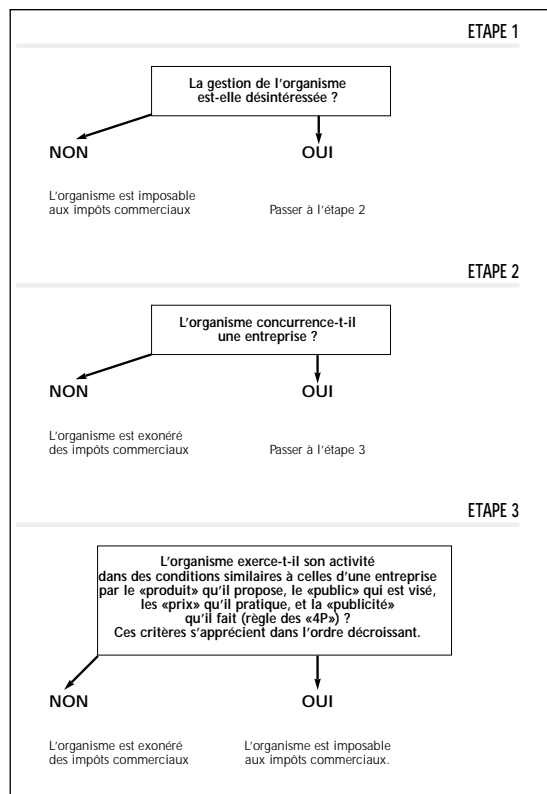 ETAPE 1
La gestion de l'organisme
est-elle désintéressée ?
NON
OUI
L'organisme est imposable
aux impôts commerciaux
Passer à l'étape 2
ETAPE 2
L'organisme concurrence-t-il
une entreprise ?
NON
OUI
L'organisme est exonéré
des impôts commerciaux
Passer à l'étape 3
ETAPE 3
L'organisme exerce-t-il son activité
dans des conditions similaires à celles d'une entreprise
par le «produit» qu'il propose, le «public» qui est visé,
les «prix» qu'il pratique, et la «publicité»
qu'il fait (règle des «4P») ?
Ces critères s'apprécient dans l'ordre décroissant.
NON
OUI
L'organisme est exonéré
des impôts commerciaux
L'organisme est imposable
aux impôts commerciaux.